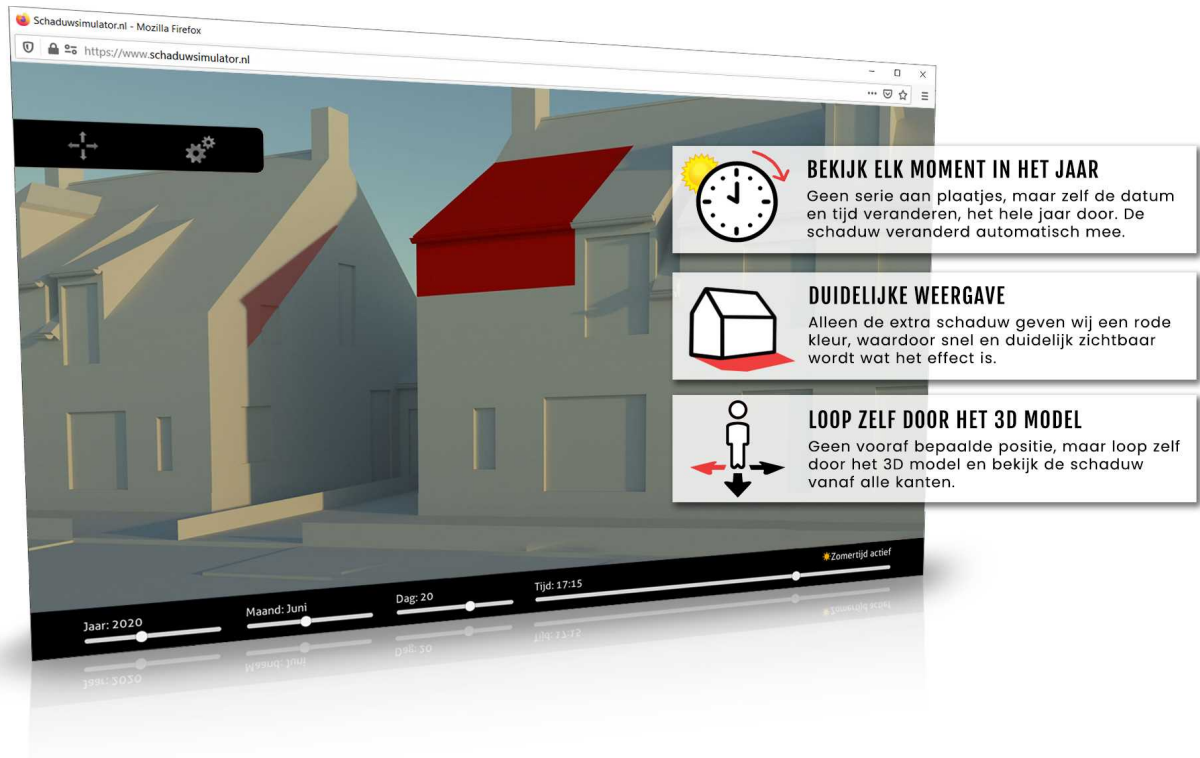 Schaduwsimulator.nl - Mozilla Firefox
https://www.schaduwsimulator.nl
BEKIJK ELK MOMENT IN HET JAAR
Geen serie aan plaatjes, maar zelf de datum
en tijd veranderen, het hele jaar door. De
schaduw veranderd automatisch mee.
DUIDELIJKE WEERGAVE
Alleen de extra schaduw geven wij een rode
kleur, waardoor snel en duidelijk zichtbaar
wordt wat het effect is.
LOOP ZELF DOOR HET 3D MODEL
Geen vooraf bepaalde positie, maar loop zelf
door het 3D model en bekijk de schaduw
vanaf alle kanten.
Zomertijd actief
Jaar: 2020
Maand: Juni
Dag: 20
Tijd: 17:15